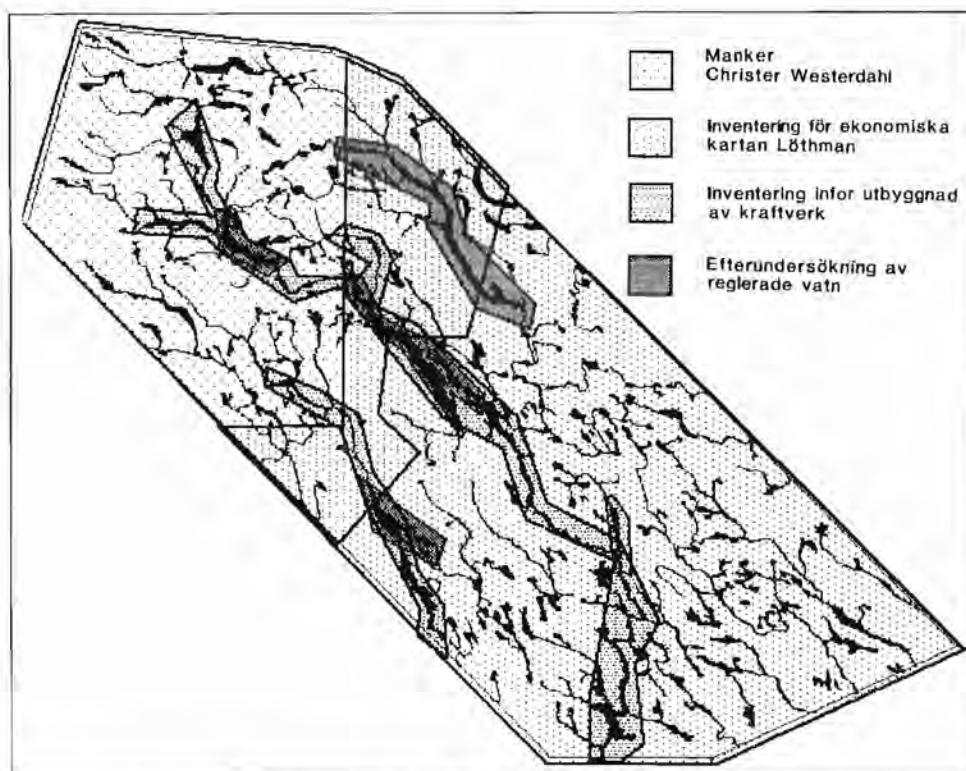 Manker
Christer Westerdahl
Inventering för ekonomiska
kartan Löthman
Inventering infor utbyggnad
av kraftverk
Efterundersökning av
reglerade vatn